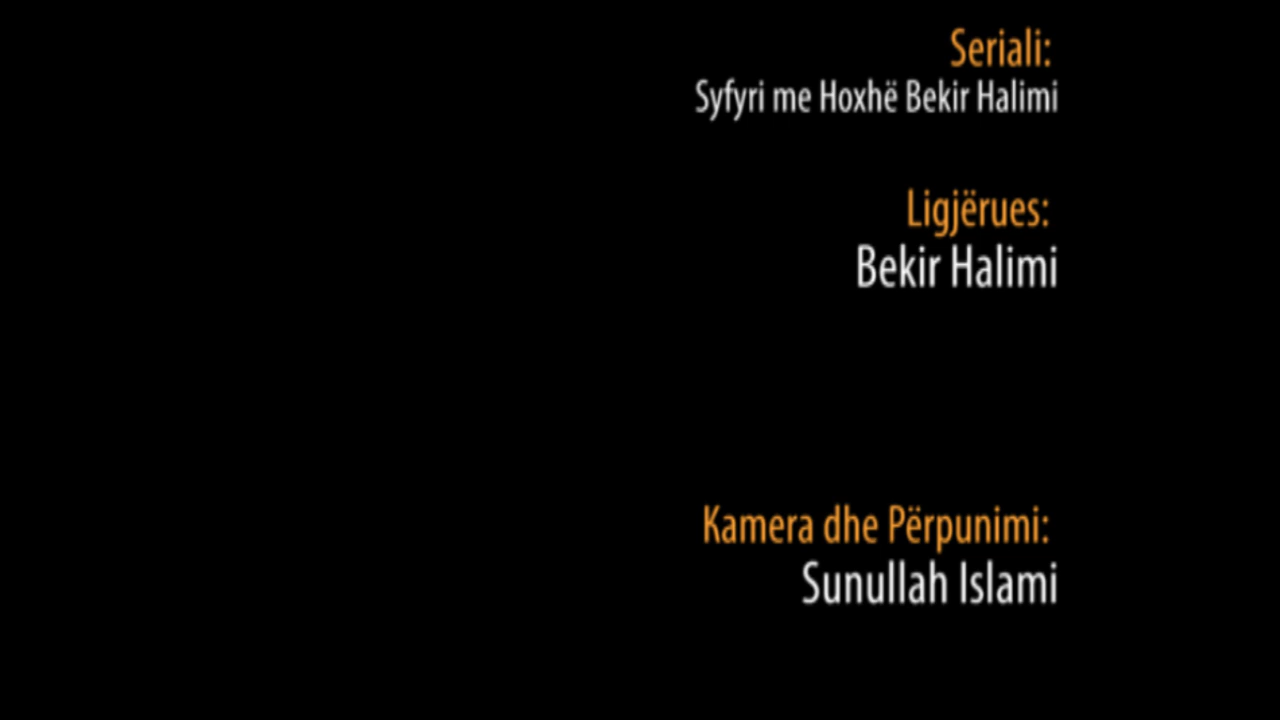 Seriali:
Syfyri me Hoxhë Bekir Halimi
Ligjërues:
Bekir Halimi
Kamera dhe Përpunimi:
Sunullah Islami